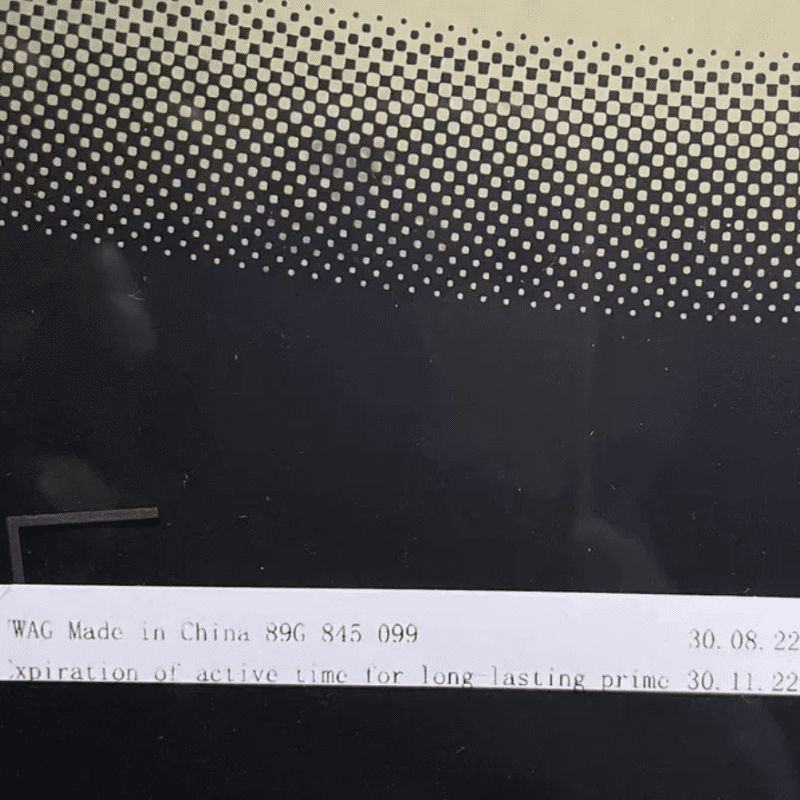 WAG Made in China 89G 845 099 30.08.22
xpiration of active time for long-lasting prime 30.11.22